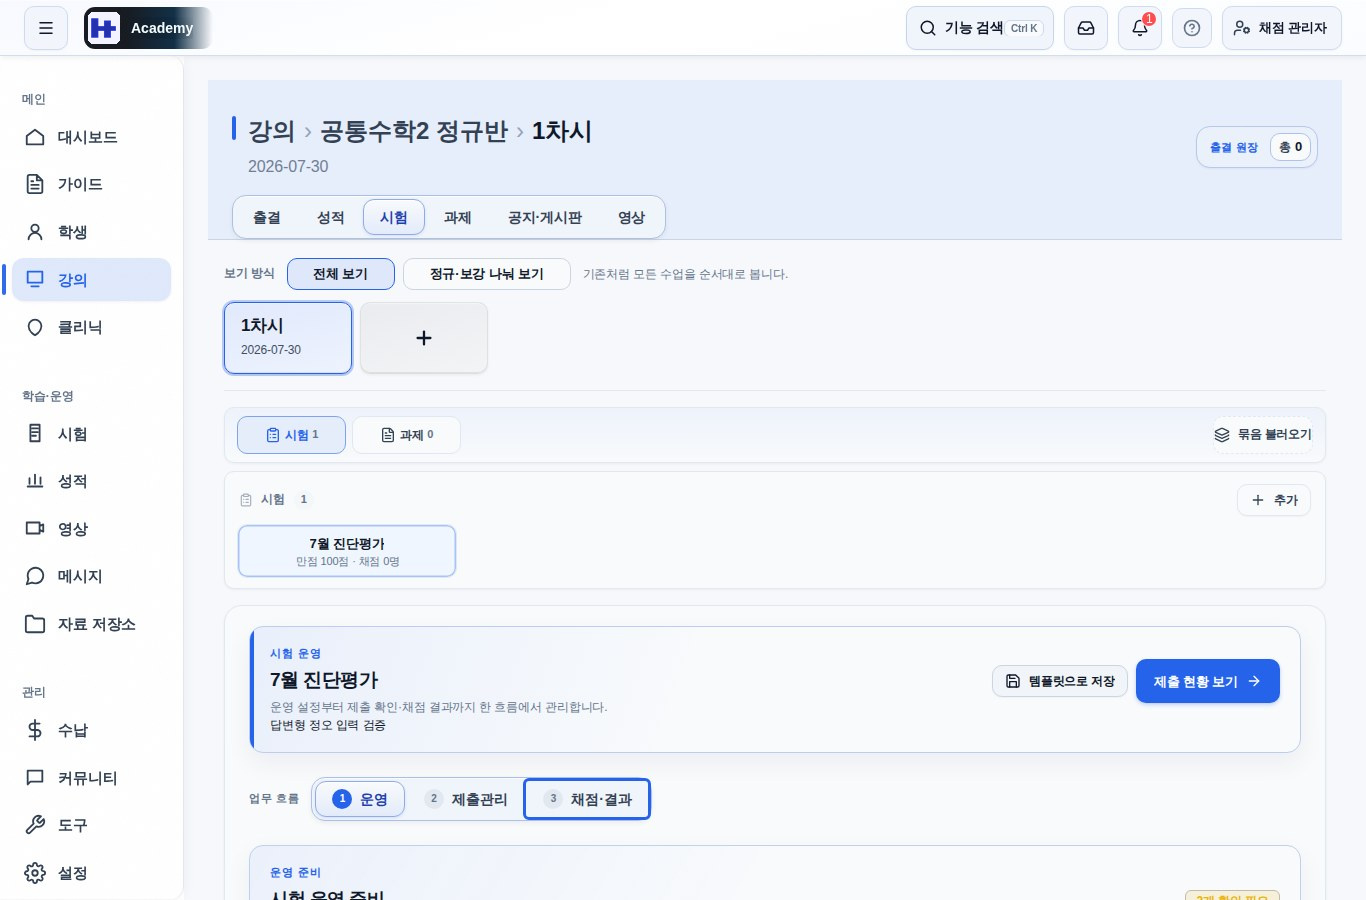 Academy
기능 검색 Ctrl K
1
채점 관리자
메인
대시보드
가이드
학생
강의
클리닉
학습·운영
시험
성적
영상
메시지
자료 저장소
관리
수납
커뮤니티
도구
설정
강의 › 공통수학2 정규반 › 1차시
2026-07-30
출결 원장 총 0
출결 성적 시험 과제 공지·게시판 영상
보기 방식 전체 보기 정규·보강 나눠 보기 기존처럼 모든 수업을 순서대로 봅니다.
1차시
2026-07-30
시험 1 과제 0 묶음 불러오기
시험 1 추가
7월 진단평가
만점 100점 · 채점 0명
시험 운영
7월 진단평가
운영 설정부터 제출 확인·채점 결과까지 한 흐름에서 관리합니다.
답변형 정오 입력 검증
템플릿으로 저장 제출 현황 보기
업무 흐름 1 운영 2 제출관리 3 채점·결과
운영 준비
시험 운영 준비